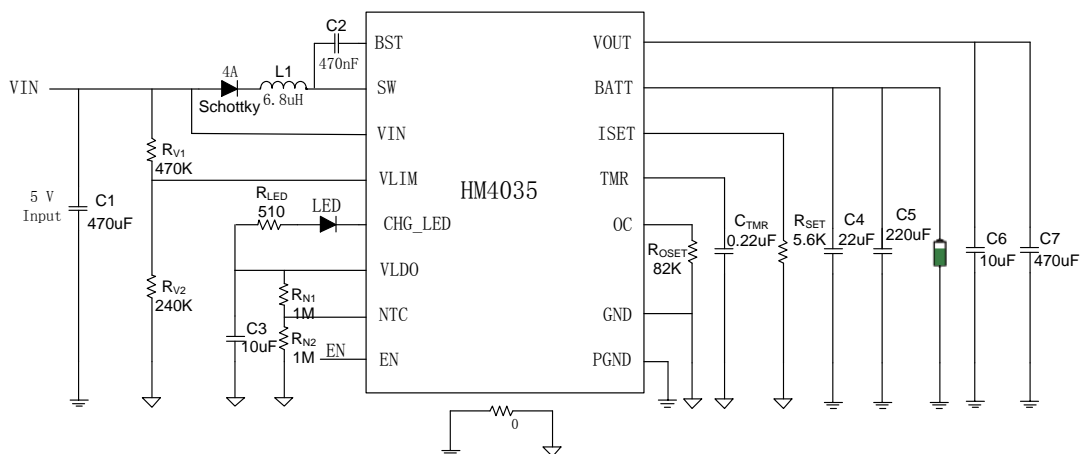 C2
470nF
BST
SW
VIN
VLIM
CHG_LED
VLDO
NTC
EN
HM4035
VOUT
BATT
ISET
TMR
OC
GND
PGND
VIN
4A
Schottky
L1
6.8uH
RV1
470K
5 V
Input
C1
470uF
RLED
510
LED
RV2
240K
C3
10uF
RN1
1M
RN2
1M
EN
0
ROSET
82K
CTMR
0.22uF
RSET
5.6K
C4
22uF
C5
220uF
C6
10uF
C7
470uF